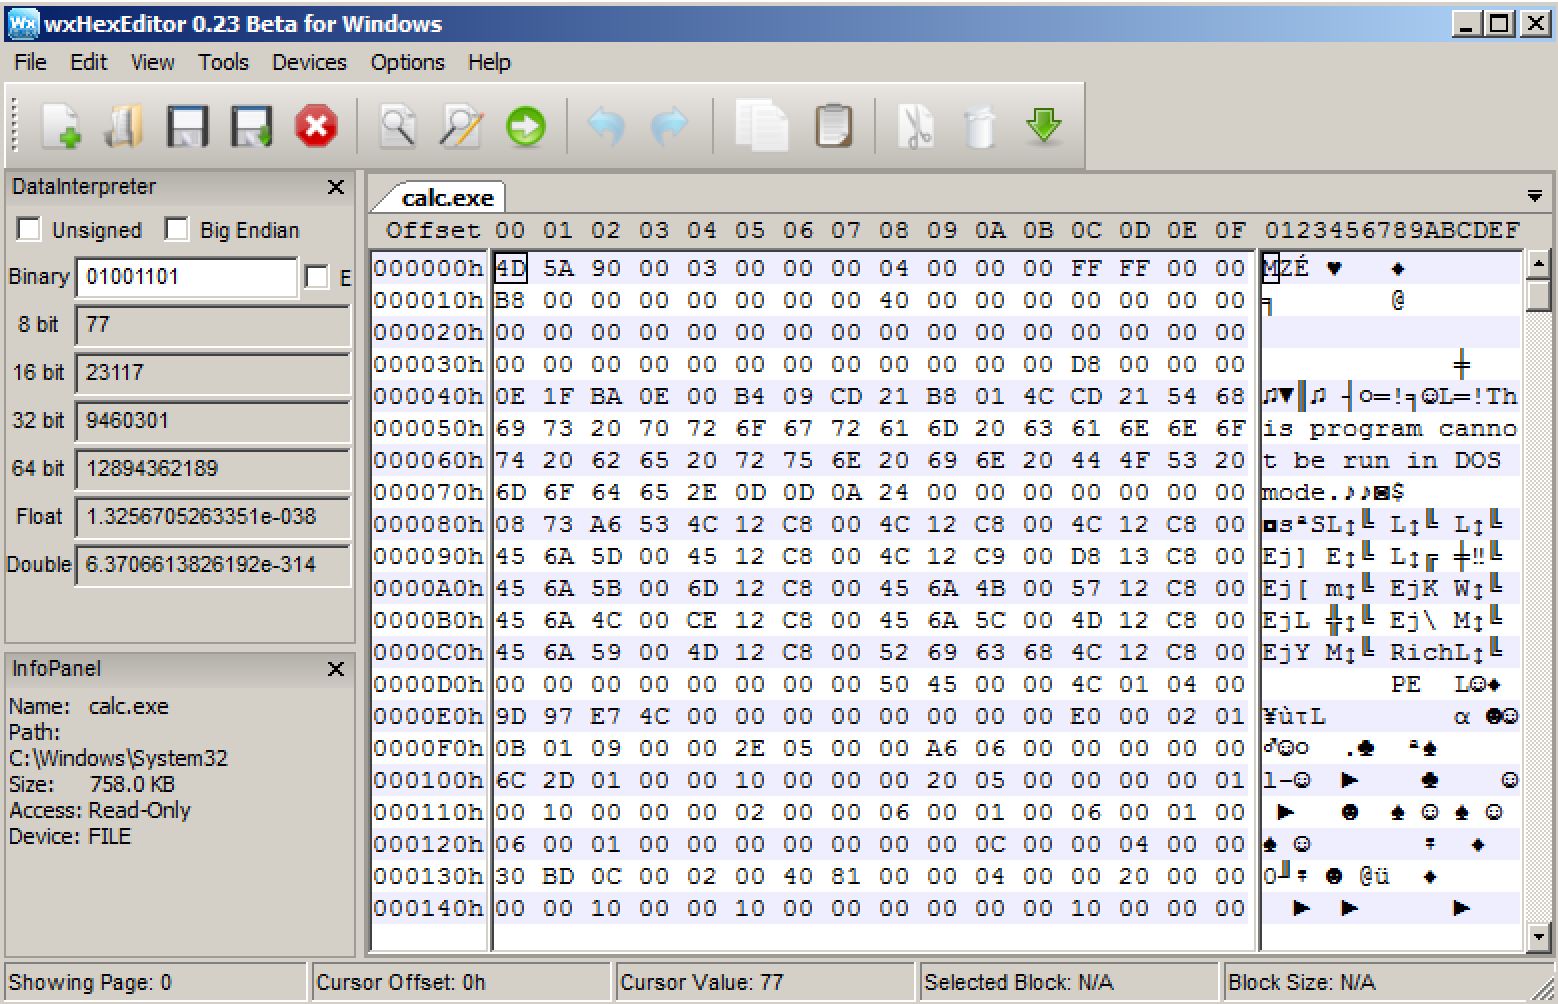 wxHexEditor 0.23 Beta for Windows
File Edit View Tools Devices Options Help
DataInterpreter
Unsigned Big Endian
Binary 01001101 E
8 bit 77
16 bit 23117
32 bit 9460301
64 bit 12894362189
Float 1.3256705263351e-038
Double 6.3706613826192e-314
InfoPanel
Name: calc.exe
Path:
C:\Windows\System32
Size: 758.0 KB
Access: Read-Only
Device: FILE
calc.exe
Offset 00 01 02 03 04 05 06 07 08 09 0A 0B 0C 0D 0E 0F 0123456789ABCDEF
000000h 4D 5A 90 00 03 00 00 00 04 00 00 00 FF FF 00 00 MZÉ ♥ ♦
000010h B8 00 00 00 00 00 00 00 40 00 00 00 00 00 00 00 ╕ @
000020h 00 00 00 00 00 00 00 00 00 00 00 00 00 00 00 00
000030h 00 00 00 00 00 00 00 00 00 00 00 00 D8 00 00 00 ╪
000040h 0E 1F BA 0E 00 B4 09 CD 21 B8 01 4C CD 21 54 68 ♫▼║♫ ┤○═!╕☺L═!Th
000050h 69 73 20 70 72 6F 67 72 61 6D 20 63 61 6E 6E 6F is program canno
000060h 74 20 62 65 20 72 75 6E 20 69 6E 20 44 4F 53 20 t be run in DOS
000070h 6D 6F 64 65 2E 0D 0D 0A 24 00 00 00 00 00 00 00 mode.♪♪◙$
000080h 08 73 A6 53 4C 12 C8 00 4C 12 C8 00 4C 12 C8 00 ◘sªSL↕╚ L↕╚ L↕╚
000090h 45 6A 5D 00 45 12 C8 00 4C 12 C9 00 D8 13 C8 00 Ej] E↕╚ L↕╔ ╪‼╚
0000A0h 45 6A 5B 00 6D 12 C8 00 45 6A 4B 00 57 12 C8 00 Ej[ m↕╚ EjK W↕╚
0000B0h 45 6A 4C 00 CE 12 C8 00 45 6A 5C 00 4D 12 C8 00 EjL ╬↕╚ Ej\ M↕╚
0000C0h 45 6A 59 00 4D 12 C8 00 52 69 63 68 4C 12 C8 00 EjY M↕╚ RichL↕╚
0000D0h 00 00 00 00 00 00 00 00 50 45 00 00 4C 01 04 00 PE L☺♦
0000E0h 9D 97 E7 4C 00 00 00 00 00 00 00 00 E0 00 02 01 ¥ùτL α ☻☺
0000F0h 0B 01 09 00 00 2E 05 00 00 A6 06 00 00 00 00 00 ♂☺○ .♣ ª♠
000100h 6C 2D 01 00 00 10 00 00 00 20 05 00 00 00 00 01 l-☺ ► ♣ ☺
000110h 00 10 00 00 00 02 00 00 06 00 01 00 06 00 01 00 ► ☻ ♠ ☺ ♠ ☺
000120h 06 00 01 00 00 00 00 00 00 00 0C 00 00 04 00 00 ♠ ☺ ♀ ♦
000130h 30 BD 0C 00 02 00 40 81 00 00 04 00 00 20 00 00 0╜♀ ☻ @ü ♦
000140h 00 00 10 00 00 10 00 00 00 00 00 00 10 00 00 00 ► ► ►
Showing Page: 0 Cursor Offset: 0h Cursor Value: 77 Selected Block: N/A Block Size: N/A